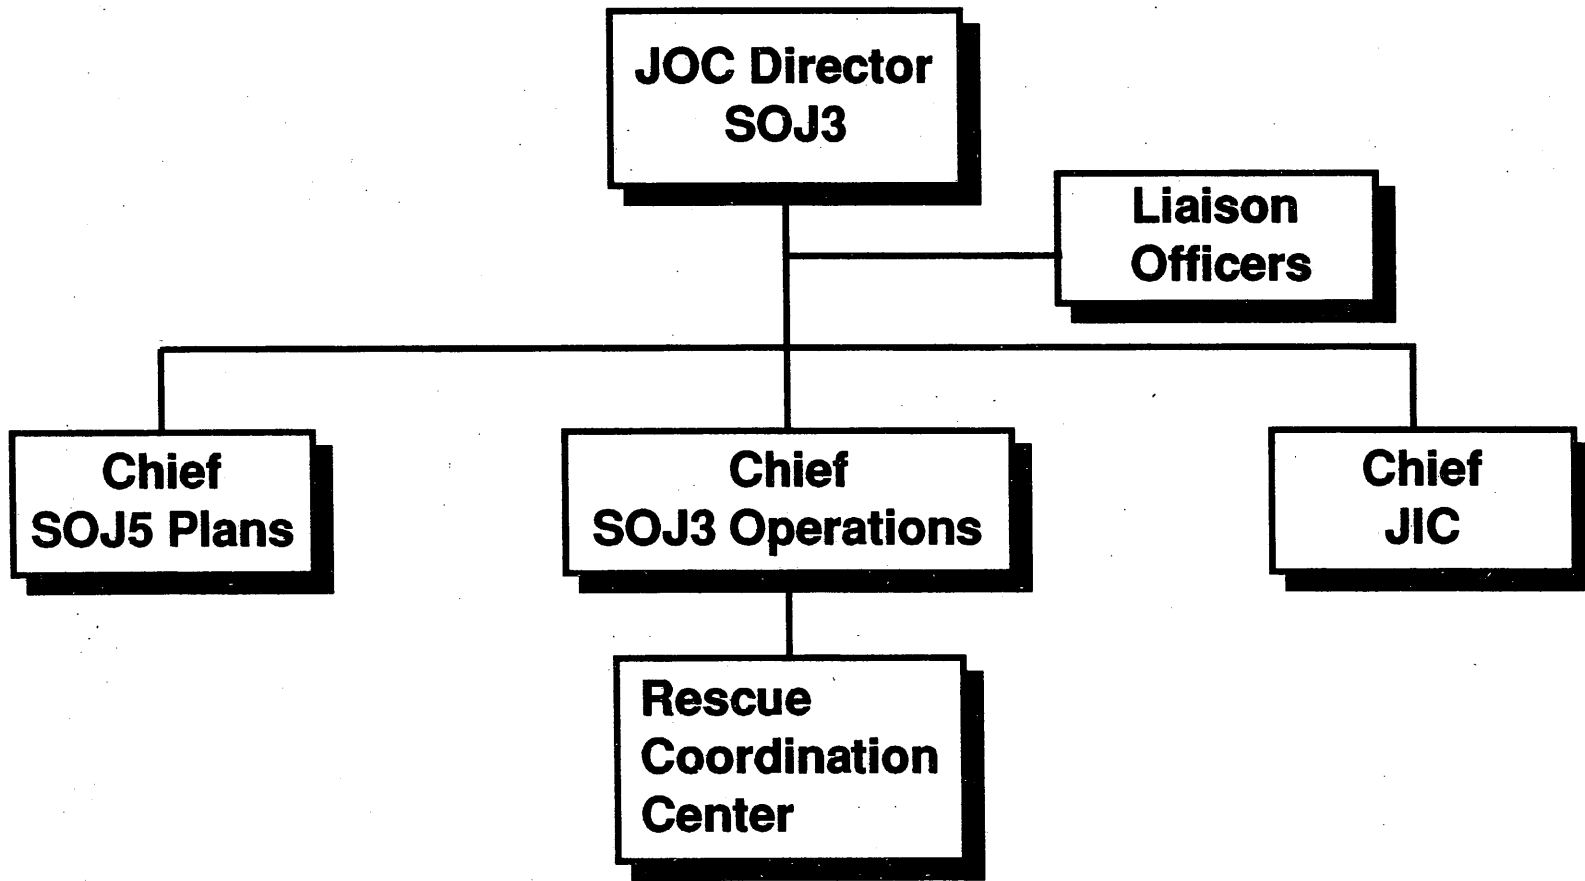 JOC Director
SOJ3
Liaison
Officers
Chief
SOJ5 Plans
Chief
SOJ3 Operations
Chief
JIC
Rescue
Coordination
Center